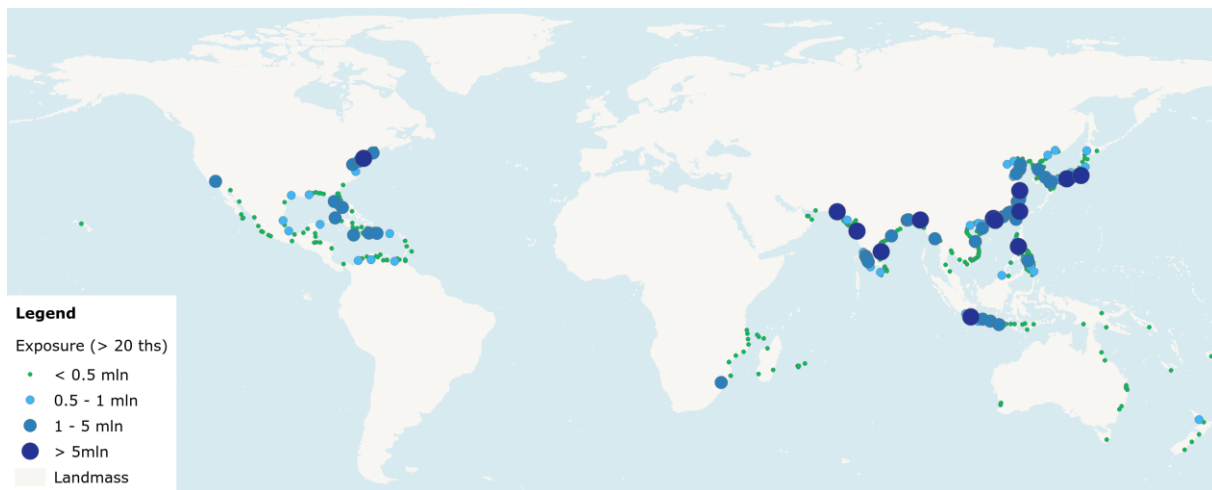 Legend
Exposure (> 20 ths)
< 0.5 mln
0.5 - 1 mln
1 - 5 mln
> 5mln
Landmass